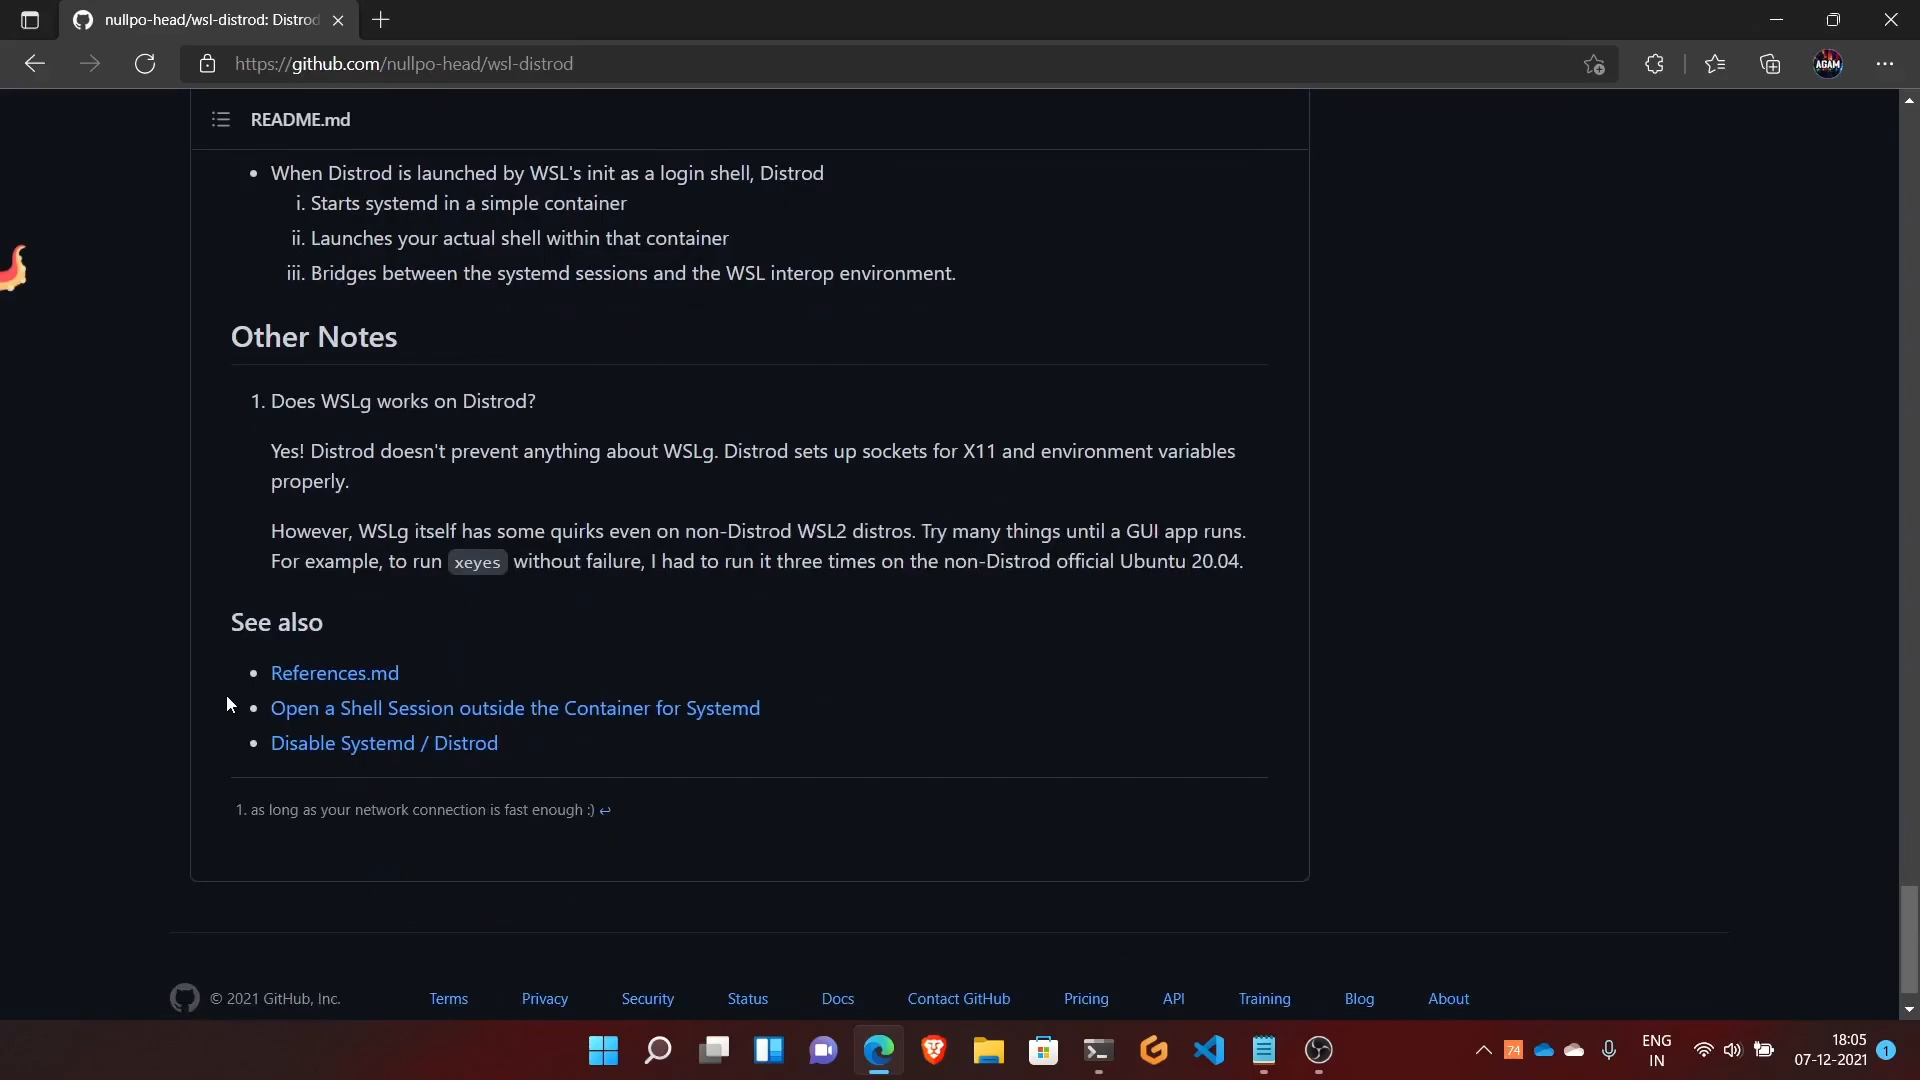 nullpo-head/wsl-distrod: Distrod
https://github.com/nullpo-head/wsl-distrod
AGAM
README.md
• When Distrod is launched by WSL's init as a login shell, Distrod
i. Starts systemd in a simple container
ii. Launches your actual shell within that container
iii. Bridges between the systemd sessions and the WSL interop environment.
Other Notes
1. Does WSLg works on Distrod?
Yes! Distrod doesn't prevent anything about WSLg. Distrod sets up sockets for X11 and environment variables
properly.
However, WSLg itself has some quirks even on non-Distrod WSL2 distros. Try many things until a GUI app runs.
For example, to run xeyes without failure, I had to run it three times on the non-Distrod official Ubuntu 20.04.
See also
• References.md
• Open a Shell Session outside the Container for Systemd
• Disable Systemd / Distrod
1. as long as your network connection is fast enough :) ↩
© 2021 GitHub, Inc. Terms Privacy Security Status Docs Contact GitHub Pricing API Training Blog About
74 ENG 18:05
IN 07-12-2021 1